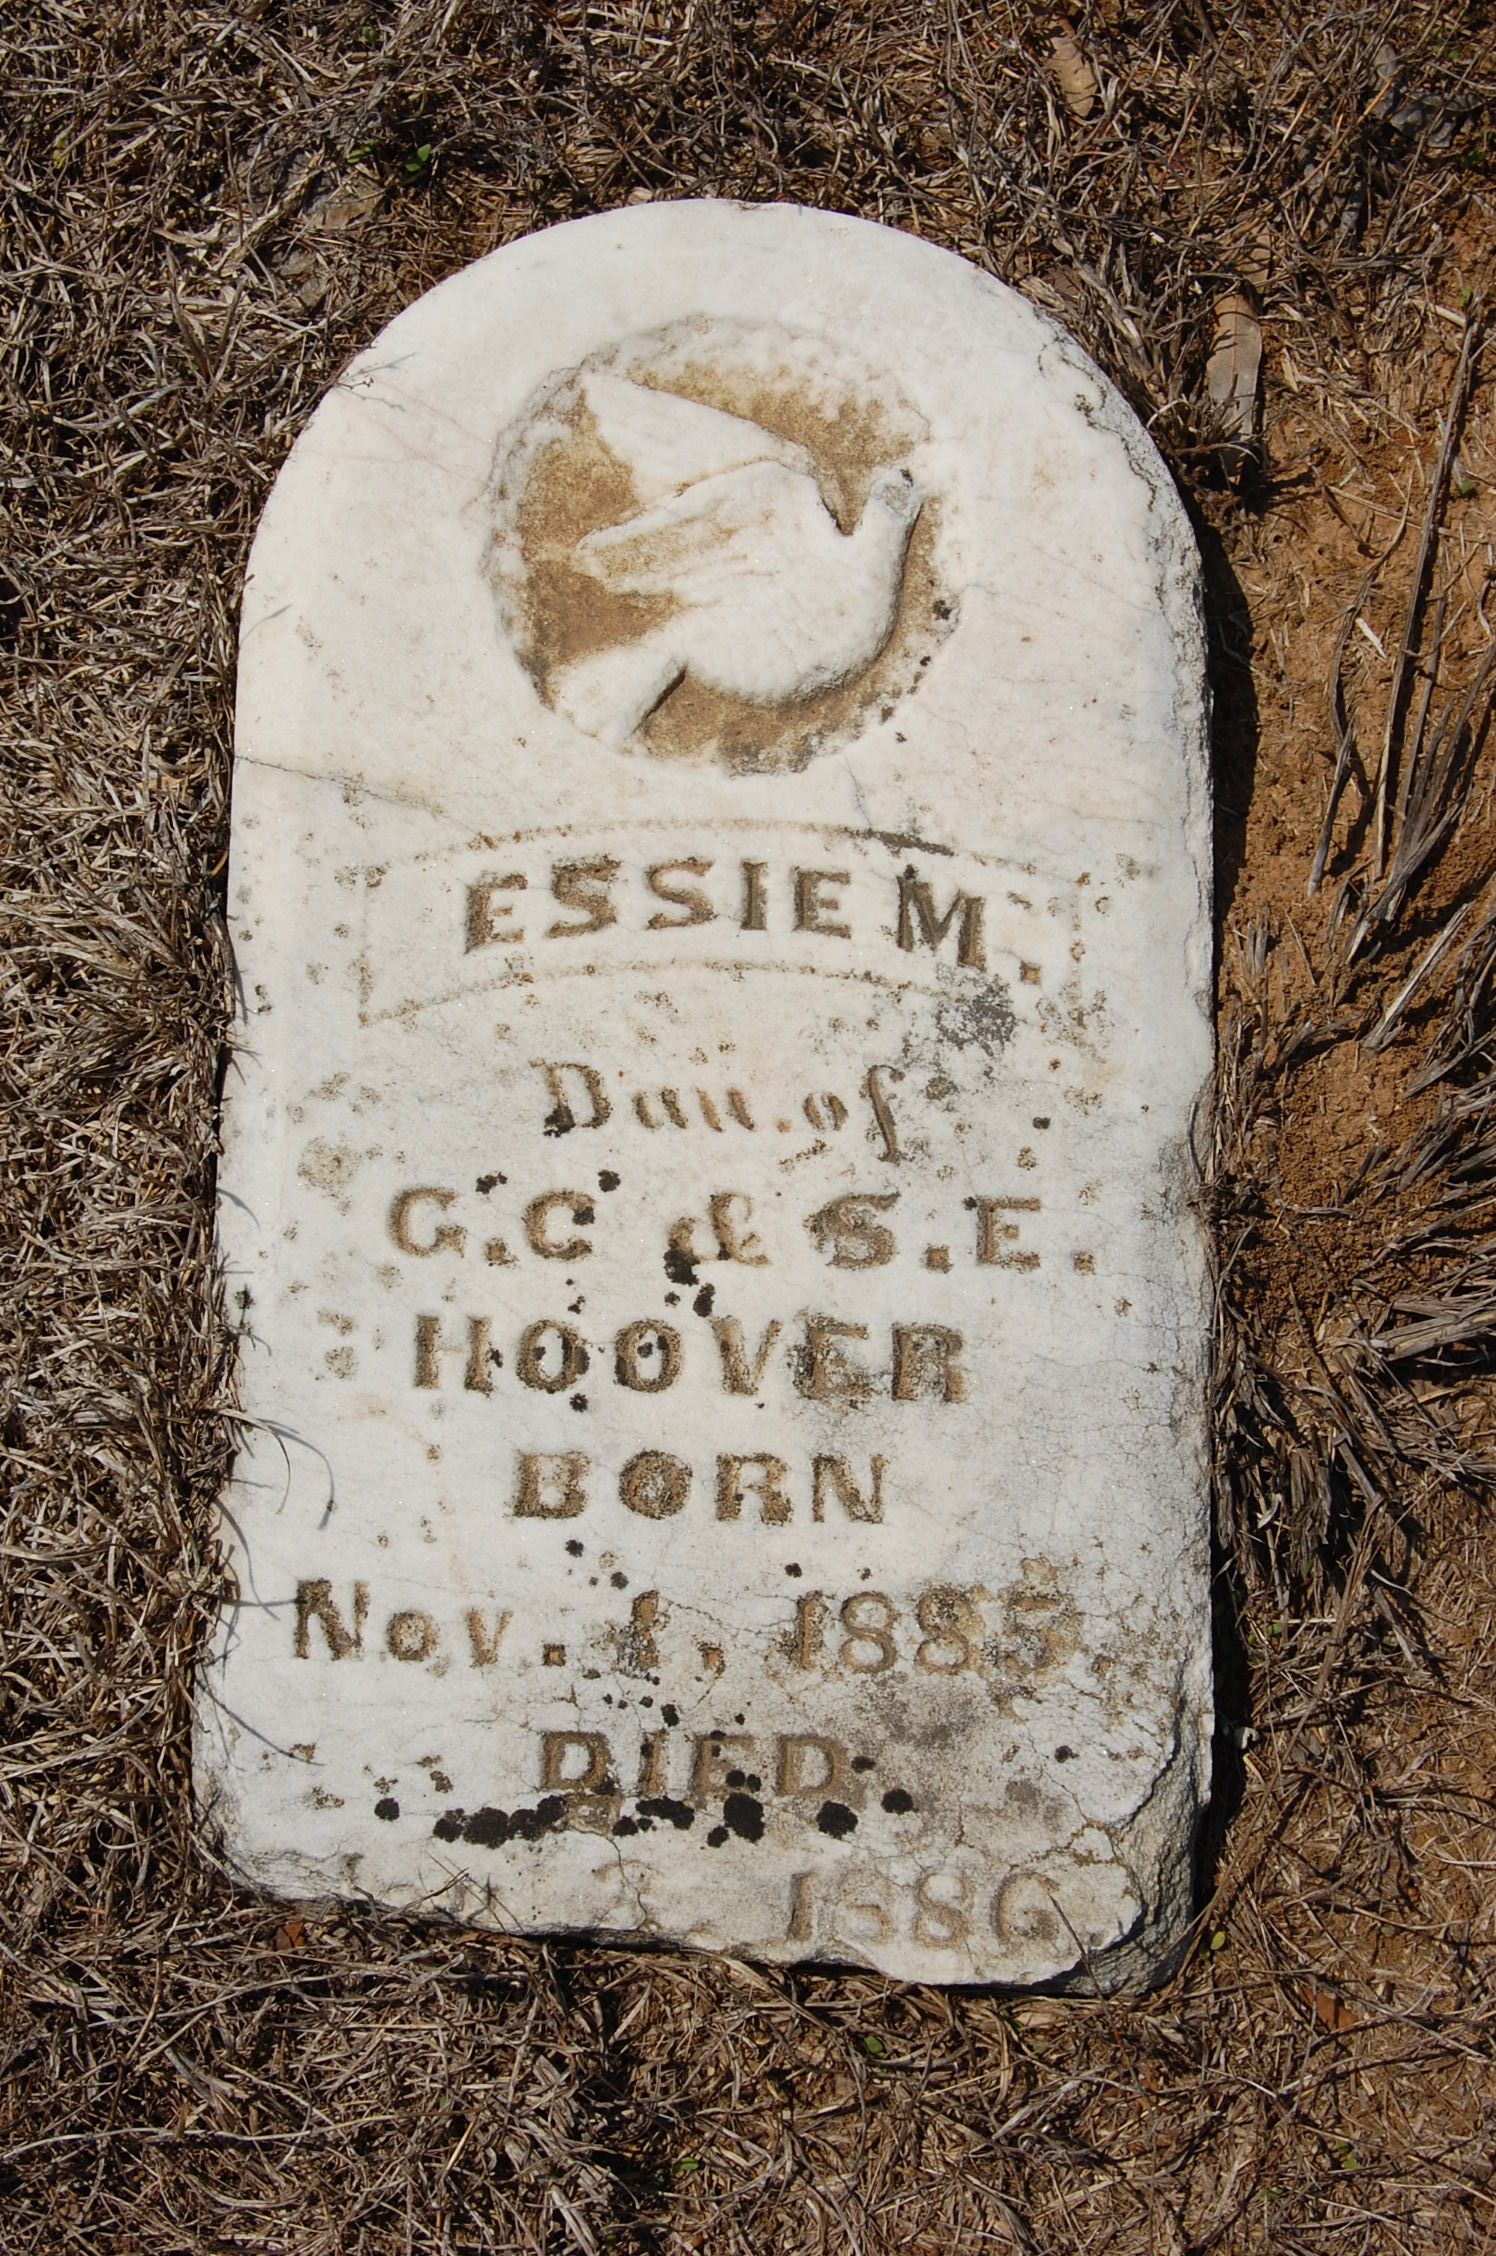 ESSIE M.
Dau. of
G.C & S.E.
HOOVER
BORN
Nov. 1, 1885,
DIED
1886